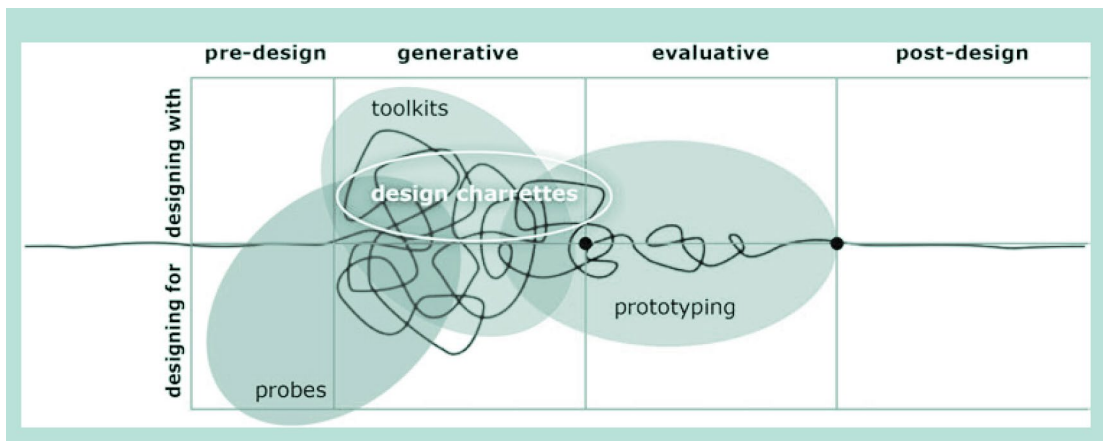 pre-design
generative
evaluative
post-design
designing with
designing for
toolkits
design charrettes
prototyping
probes